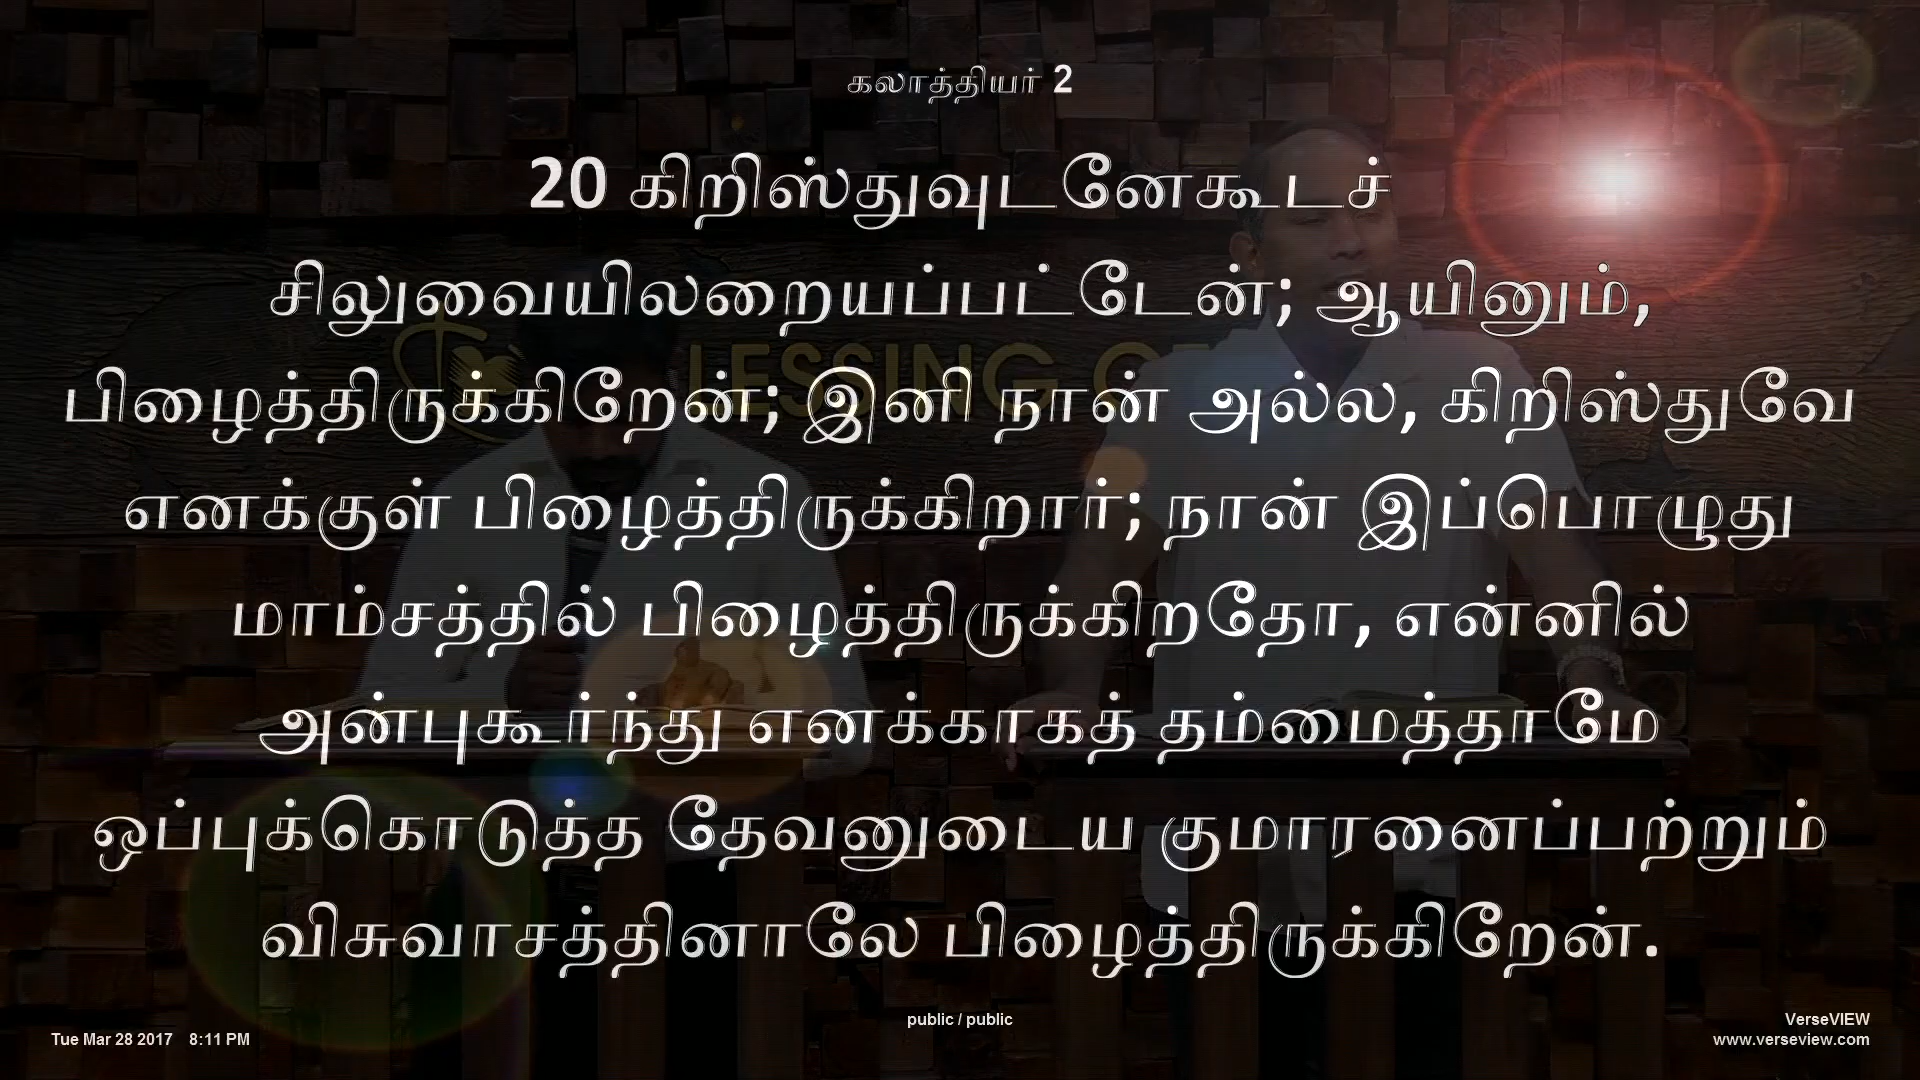 கலாத்தியர் 2
20 கிறிஸ்துவுடனேகூடச்
சிலுவையிலறையப்பட்டேன்; ஆயினும்,
பிழைத்திருக்கிறேன்; இனி நான் அல்ல, கிறிஸ்துவே
எனக்குள் பிழைத்திருக்கிறார்; நான் இப்பொழுது
மாம்சத்தில் பிழைத்திருக்கிறதோ, என்னில்
அன்புகூர்ந்து எனக்காகத் தம்மைத்தாமே
ஒப்புக்கொடுத்த தேவனுடைய குமாரனைப்பற்றும்
விசுவாசத்தினாலே பிழைத்திருக்கிறேன்.
LESSING
public / public
Tue Mar 28 2017 8:11 PM
VerseVIEW
www.verseview.com